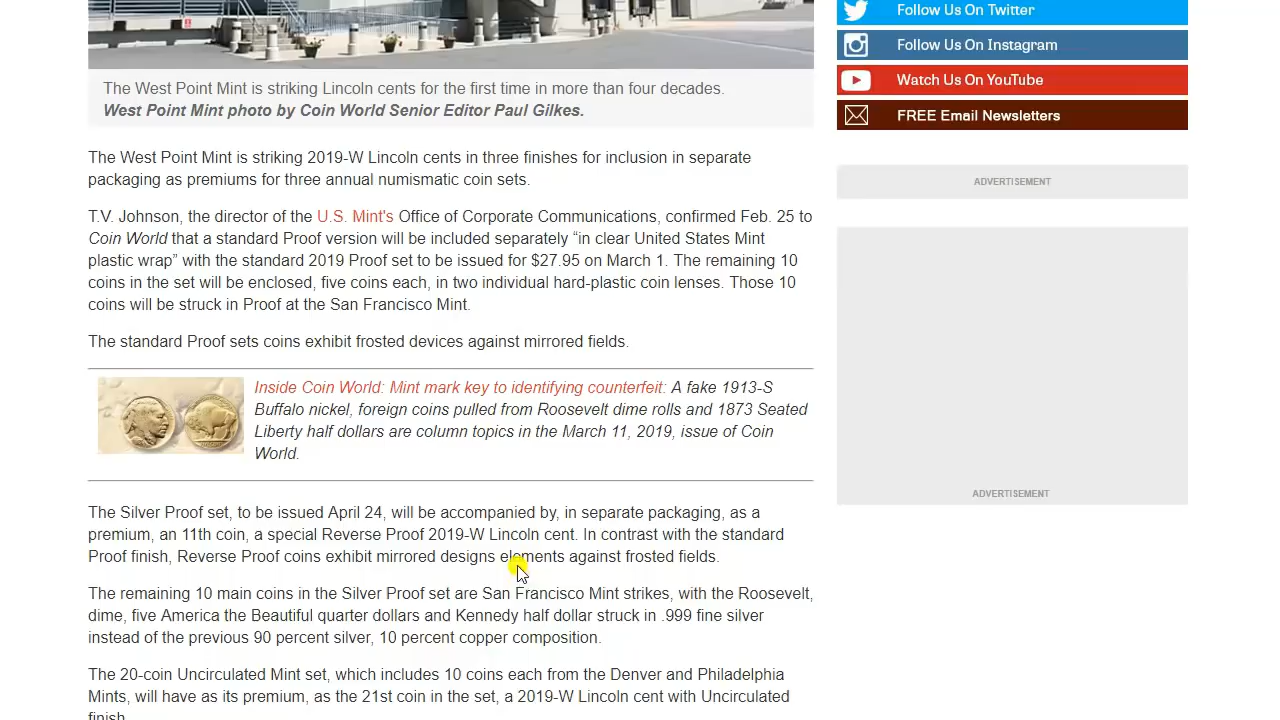 The West Point Mint is striking Lincoln cents for the first time in more than four decades.
West Point Mint photo by Coin World Senior Editor Paul Gilkes.
The West Point Mint is striking 2019-W Lincoln cents in three finishes for inclusion in separate
packaging as premiums for three annual numismatic coin sets.
T.V. Johnson, the director of the U.S. Mint's Office of Corporate Communications, confirmed Feb. 25 to
Coin World that a standard Proof version will be included separately “in clear United States Mint
plastic wrap” with the standard 2019 Proof set to be issued for $27.95 on March 1. The remaining 10
coins in the set will be enclosed, five coins each, in two individual hard-plastic coin lenses. Those 10
coins will be struck in Proof at the San Francisco Mint.
The standard Proof sets coins exhibit frosted devices against mirrored fields.
Inside Coin World: Mint mark key to identifying counterfeit: A fake 1913-S
Buffalo nickel, foreign coins pulled from Roosevelt dime rolls and 1873 Seated
Liberty half dollars are column topics in the March 11, 2019, issue of Coin
World.
The Silver Proof set, to be issued April 24, will be accompanied by, in separate packaging, as a
premium, an 11th coin, a special Reverse Proof 2019-W Lincoln cent. In contrast with the standard
Proof finish, Reverse Proof coins exhibit mirrored designs elements against frosted fields.
The remaining 10 main coins in the Silver Proof set are San Francisco Mint strikes, with the Roosevelt,
dime, five America the Beautiful quarter dollars and Kennedy half dollar struck in .999 fine silver
instead of the previous 90 percent silver, 10 percent copper composition.
The 20-coin Uncirculated Mint set, which includes 10 coins each from the Denver and Philadelphia
Mints, will have as its premium, as the 21st coin in the set, a 2019-W Lincoln cent with Uncirculated
finish.
Follow Us On Twitter
Follow Us On Instagram
Watch Us On YouTube
FREE Email Newsletters
ADVERTISEMENT
ADVERTISEMENT